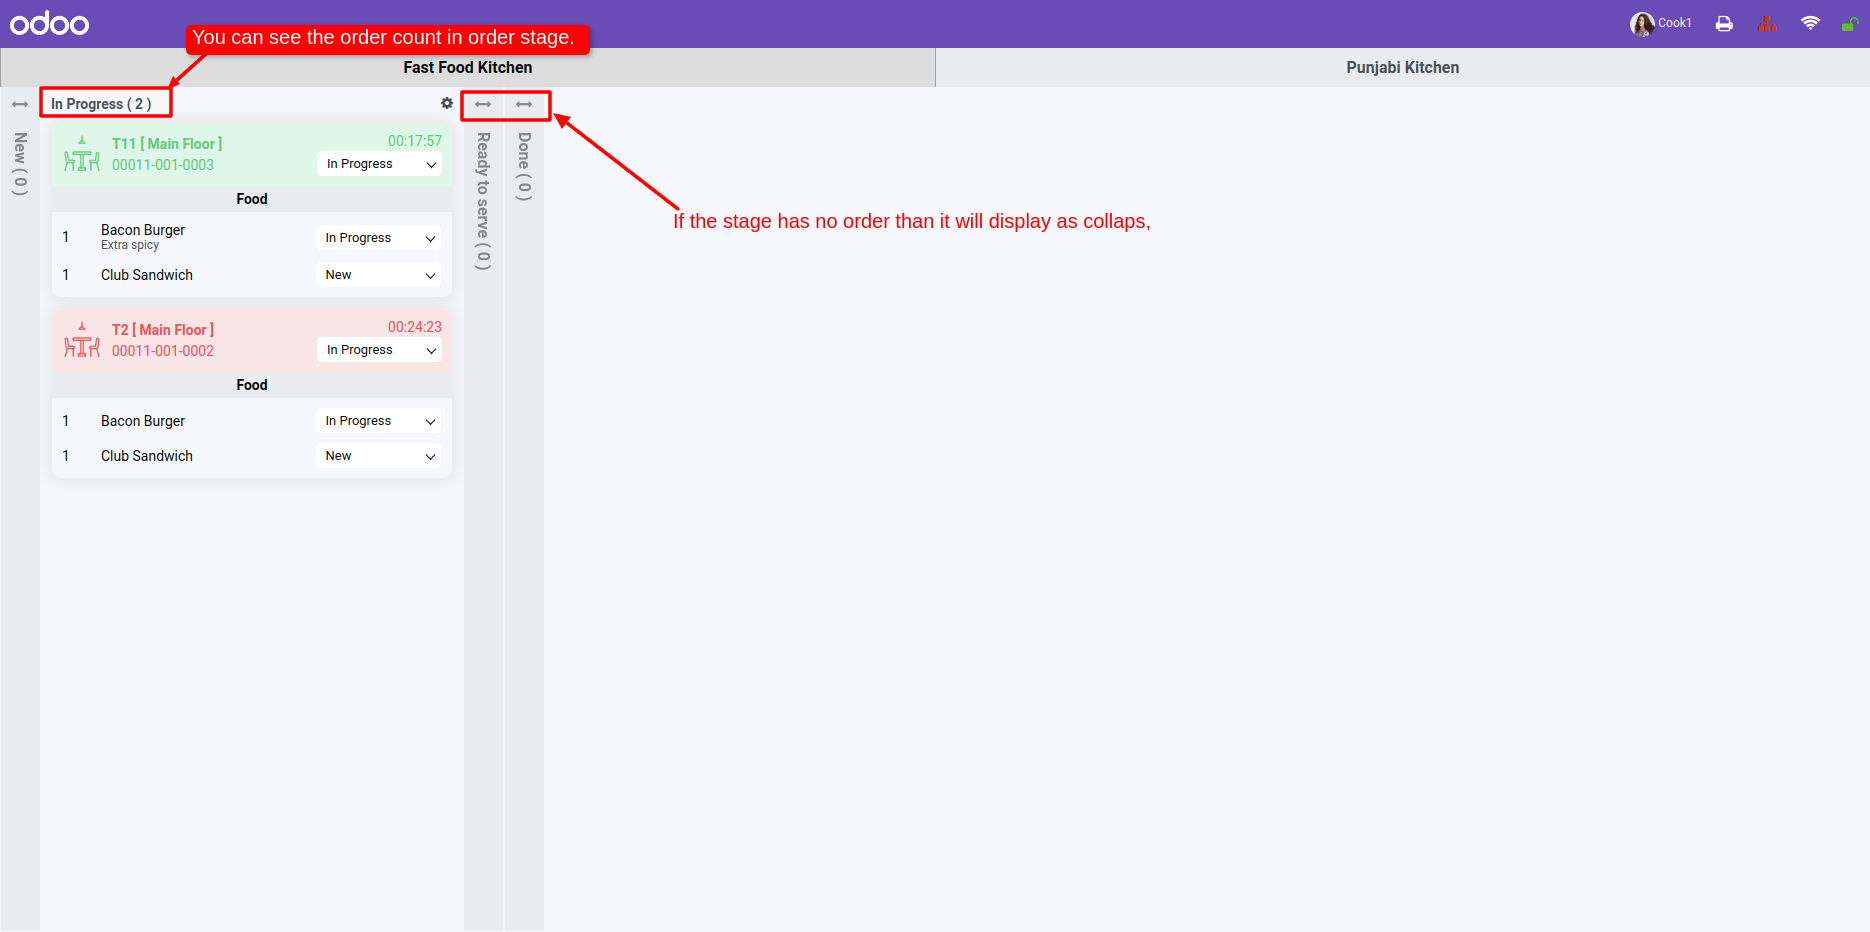 odoo
Cook1
You can see the order count in order stage.
Fast Food Kitchen
Punjabi Kitchen
In Progress ( 2 )
New ( 0 )
T11 [ Main Floor ]
00:17:57
00011-001-0003
In Progress
Food
1 Bacon Burger In Progress
Extra spicy
1 Club Sandwich New
T2 [ Main Floor ]
00:24:23
00011-001-0002
In Progress
Food
1 Bacon Burger In Progress
1 Club Sandwich New
Ready to serve ( 0 )
Done ( 0 )
If the stage has no order than it will display as collaps,